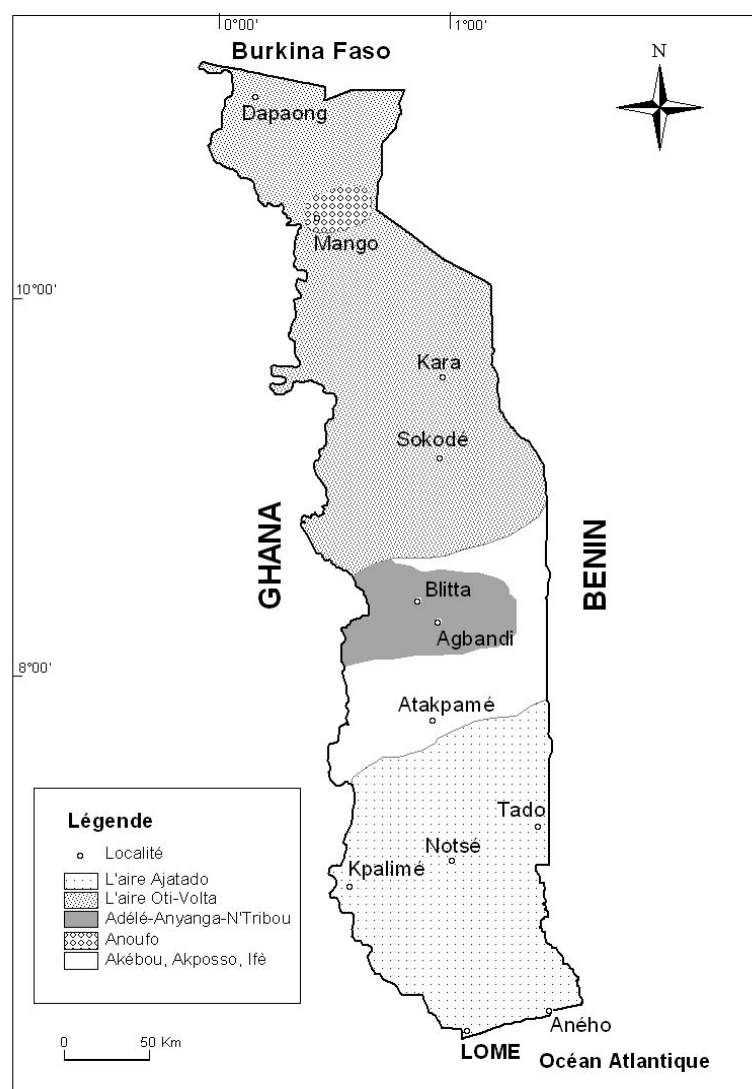 0°00'
1°00'
Burkina Faso
N
Dapaong
Mango
10°00'
Kara
Sokodé
GHANA
BENIN
Blitta
Agbandi
8°00'
Atakpamé
Tado
Notsé
Kpalimé
Légende
Localité
L'aire Ajatado
L'aire Oti-Volta
Adélé-Anyanga-N'Tribou
Anoufo
Akébou, Akposso, Ifè
0 50 Km
Aného
LOME
Océan Atlantique